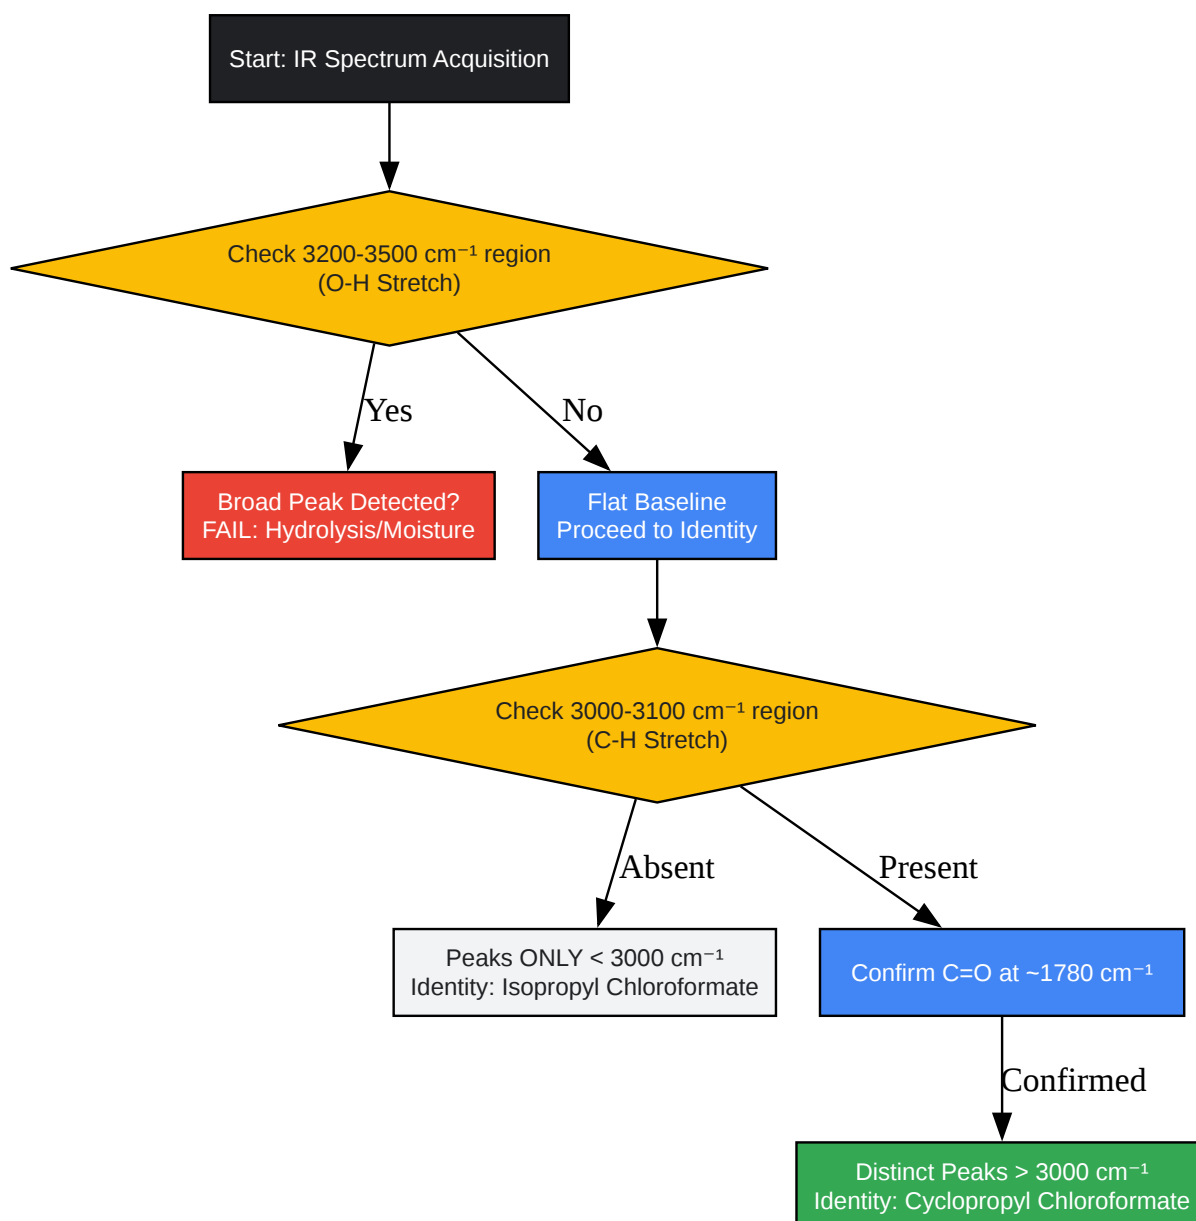 Start: IR Spectrum Acquisition
Check 3200-3500 cm⁻¹ region
(O-H Stretch)
Yes
No
Broad Peak Detected?
FAIL: Hydrolysis/Moisture
Flat Baseline
Proceed to Identity
Check 3000-3100 cm⁻¹ region
(C-H Stretch)
Absent
Present
Peaks ONLY < 3000 cm⁻¹
Identity: Isopropyl Chloroformate
Confirm C=O at ~1780 cm⁻¹
Confirmed
Distinct Peaks > 3000 cm⁻¹
Identity: Cyclopropyl Chloroformate